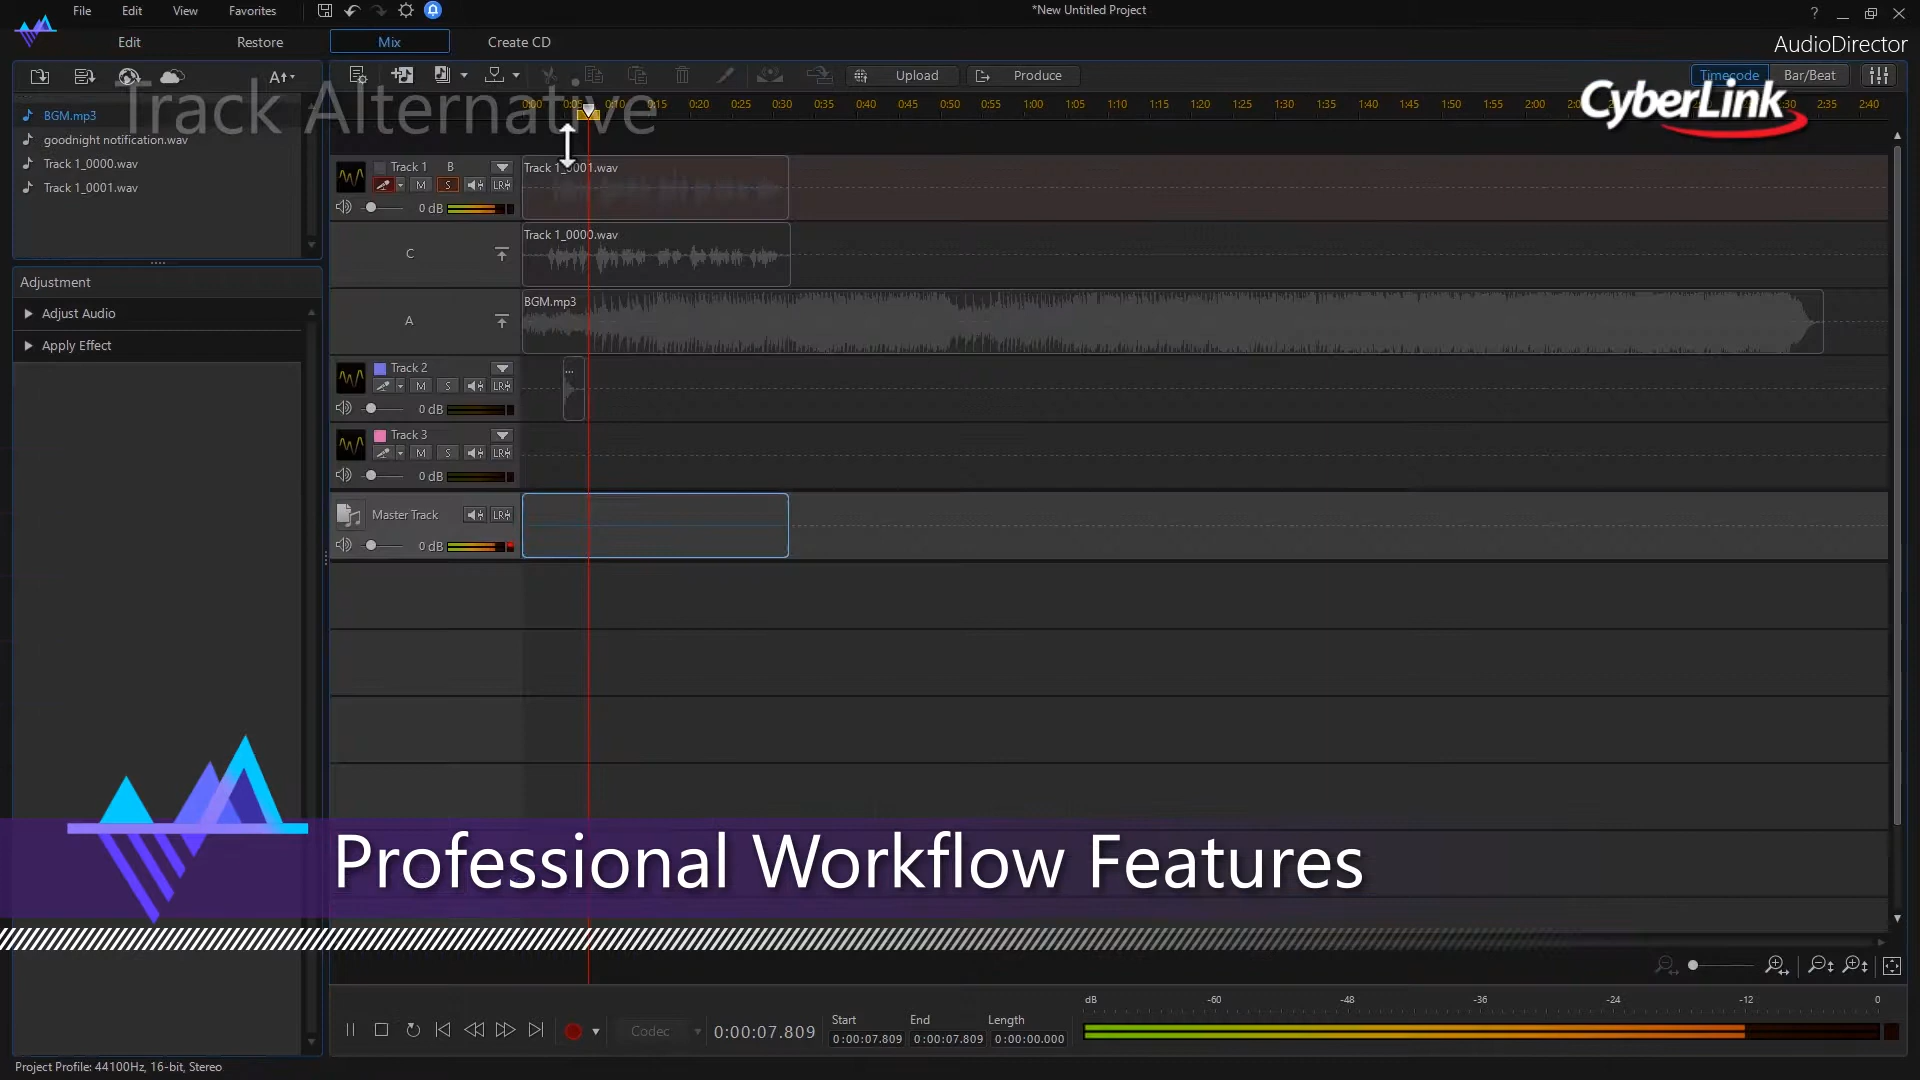 File Edit View Favorites
*New Untitled Project
?
Edit Restore Mix Create CD
AudioDirector
Upload Produce
Timecode Bar/Beat
Track Alternative
CyberLink
0:00 0:05 0:10 0:15 0:20 0:25 0:30 0:35 0:40 0:45 0:50 0:55 1:00 1:05 1:10 1:15 1:20 1:25 1:30 1:35 1:40 1:45 1:50 1:55 2:00 2:35 2:40
BGM.mp3
goodnight notification.wav
Track 1_0000.wav
Track 1_0001.wav
Adjustment
Adjust Audio
Apply Effect
Track 1 B
M S LR
0 dB
Track 1_0001.wav
C
Track 1_0000.wav
A
BGM.mp3
Track 2
M S LR
0 dB
...
Track 3
M S LR
0 dB
Master Track LR
0 dB
Professional Workflow Features
Codec
0:00:07.809
Start End Length
0:00:07.809 0:00:07.809 0:00:00.000
dB -60 -48 -36 -24 -12 0
Project Profile: 44100Hz, 16-bit, Stereo